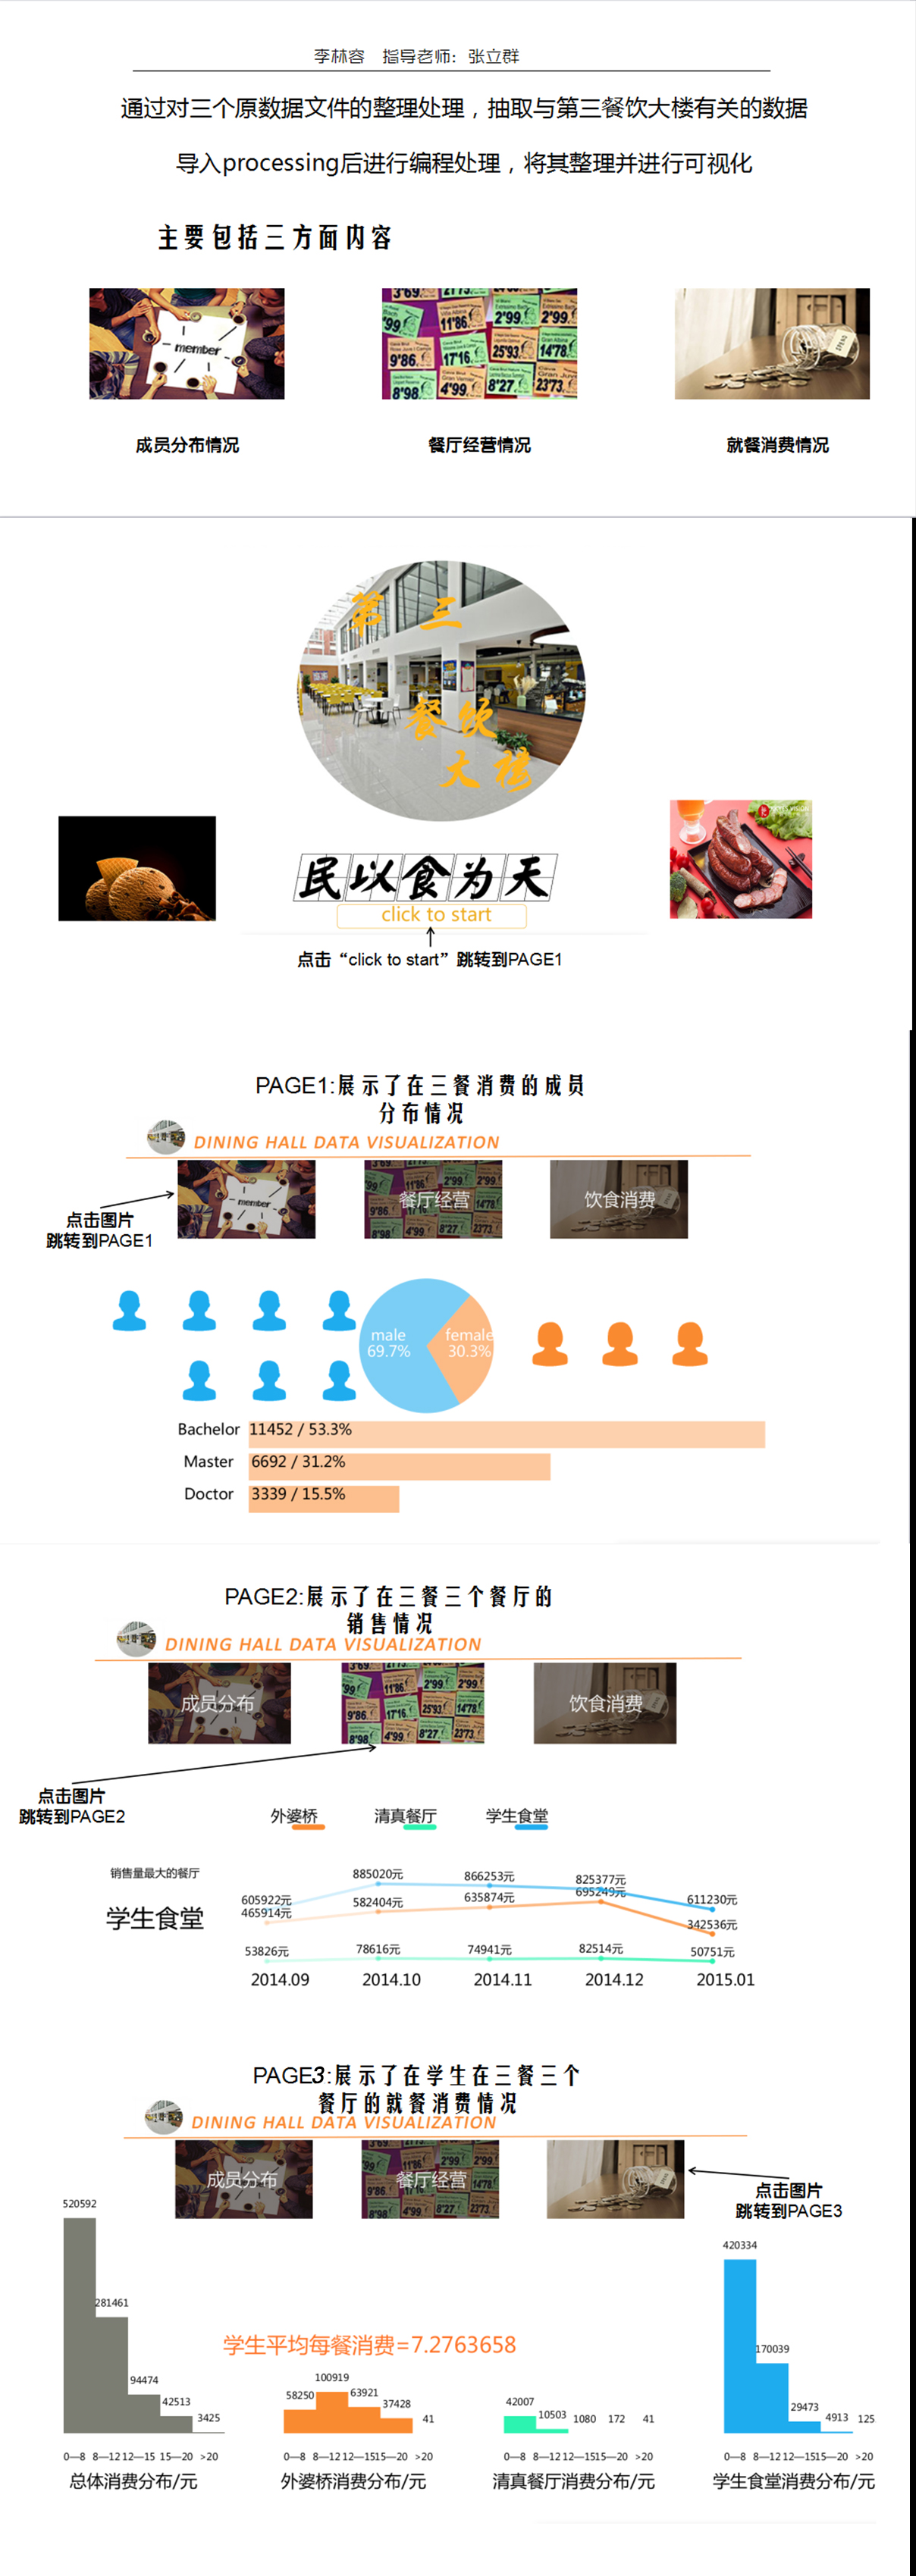 李赫容 指导老师：张立群
通过对三个原数据文件的整理处理，抽取与第三餐饮大楼有关的数据
导入processing后进行编程处理，将其整理并进行可视化
主要包括三方面内容
member
成员分布情况
餐厅经营情况
就餐消费情况
第三
餐饮
大楼
民以食为天
click to start
点击“click to start”跳转到PAGE1
PAGE1:展示了在三餐消费的成员
分布情况
DINING HALL DATA VISUALIZATION
member
餐厅经营
饮食消费
点击图片
跳转到PAGE1
male
69.7%
female
30.3%
Bachelor 11452 / 53.3%
Master 6692 / 31.2%
Doctor 3339 / 15.5%
PAGE2:展示了在三餐三个餐厅的
销售情况
DINING HALL DATA VISUALIZATION
成员分布
饮食消费
点击图片
跳转到PAGE2
外婆桥 清真餐厅 学生食堂
销售量最大的餐厅
学生食堂
605922元 885020元 866253元 825377元 611230元
465914元 582404元 635874元 695249元 342536元
53826元 78616元 74941元 82514元 50751元
2014.09 2014.10 2014.11 2014.12 2015.01
PAGE3:展示了在学生在三餐三个
餐厅的就餐消费情况
DINING HALL DATA VISUALIZATION
成员分布
餐厅经营
点击图片
跳转到PAGE3
学生平均每餐消费=7.2763658
520592 281461 94474 42513 3425
0—8 8—12 12—15 15—20 >20
总体消费分布/元
58250 100919 63921 37428 41
0—8 8—12 12—15 15—20 >20
外婆桥消费分布/元
42007 10503 1080 172 41
0—8 8—12 12—15 15—20 >20
清真餐厅消费分布/元
420334 170039 29473 4913 125
0—8 8—12 12—15 15—20 >20
学生食堂消费分布/元